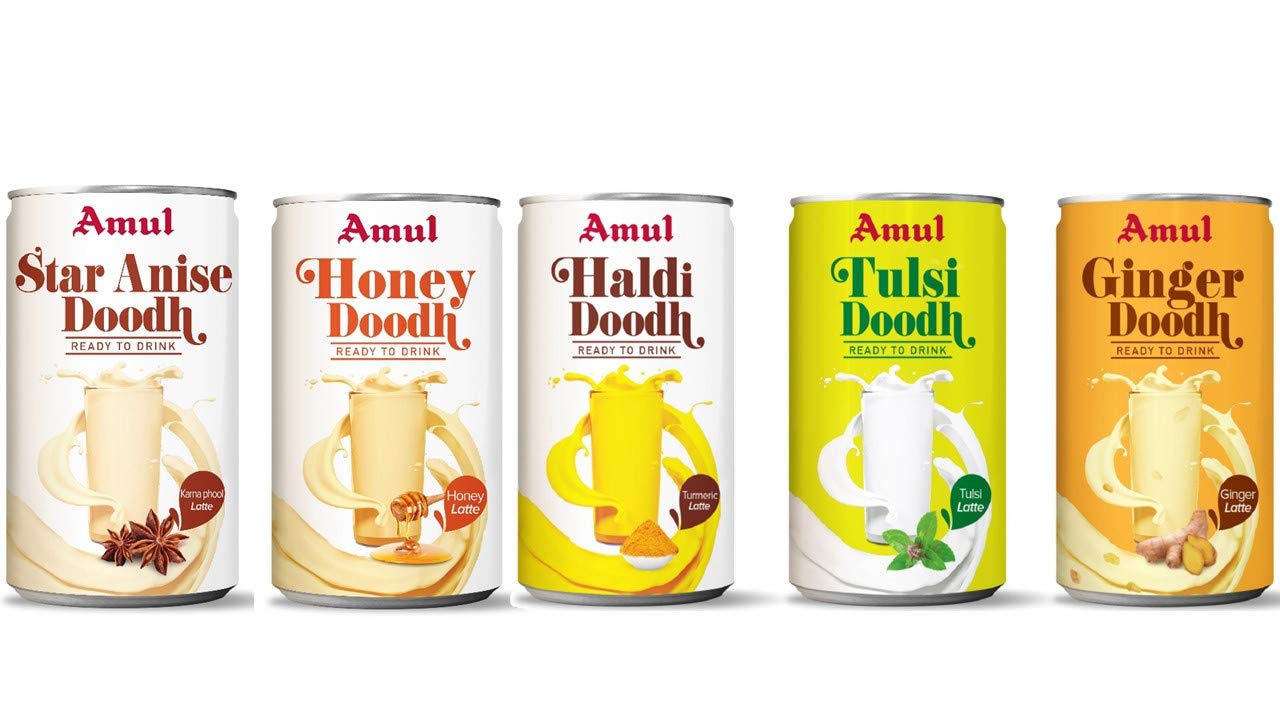 Amul
Star Anise
Doodh
READY TO DRINK
Karna phool
Latte
Amul
Honey
Doodh
READY TO DRINK
Honey
Latte
Amul
Haldi
Doodh
READY TO DRINK
Turmeric
Latte
Amul
Tulsi
Doodh
READY TO DRINK
Tulsi
Latte
Amul
Ginger
Doodh
READY TO DRINK
Ginger
Latte